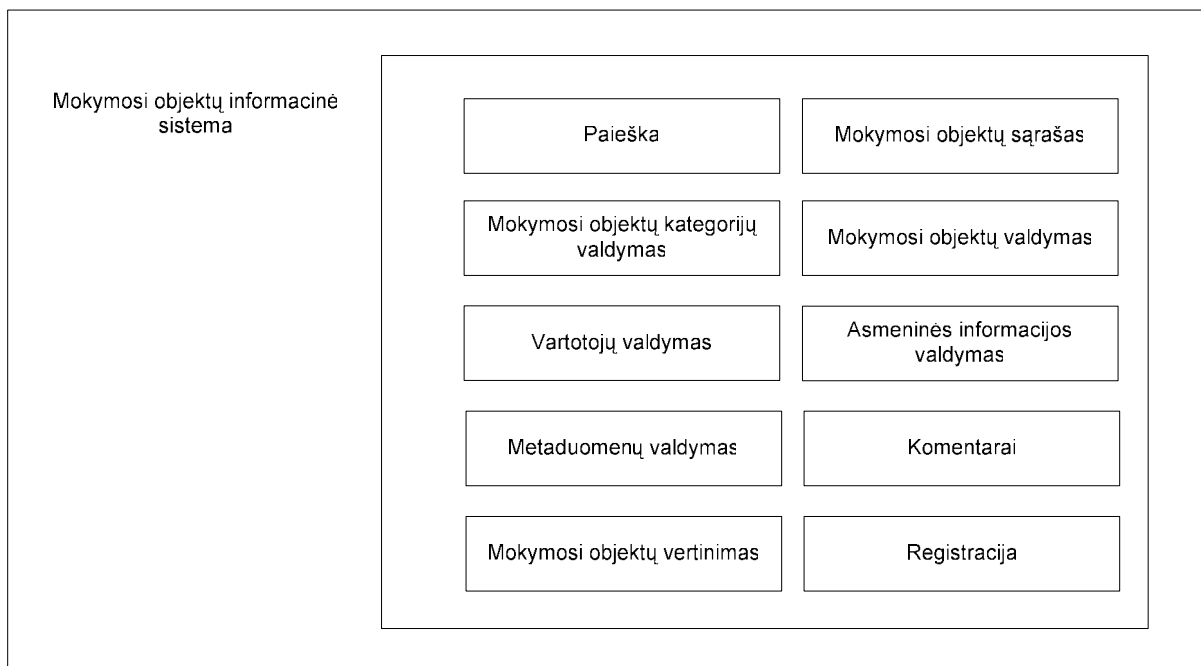 Mokymosi objektų informacinė
sistema
Paieška
Mokymosi objektų sąrašas
Mokymosi objektų kategorijų
valdymas
Mokymosi objektų valdymas
Vartotojų valdymas
Asmeninės informacijos
valdymas
Metaduomenų valdymas
Komentarai
Mokymosi objektų vertinimas
Registracija